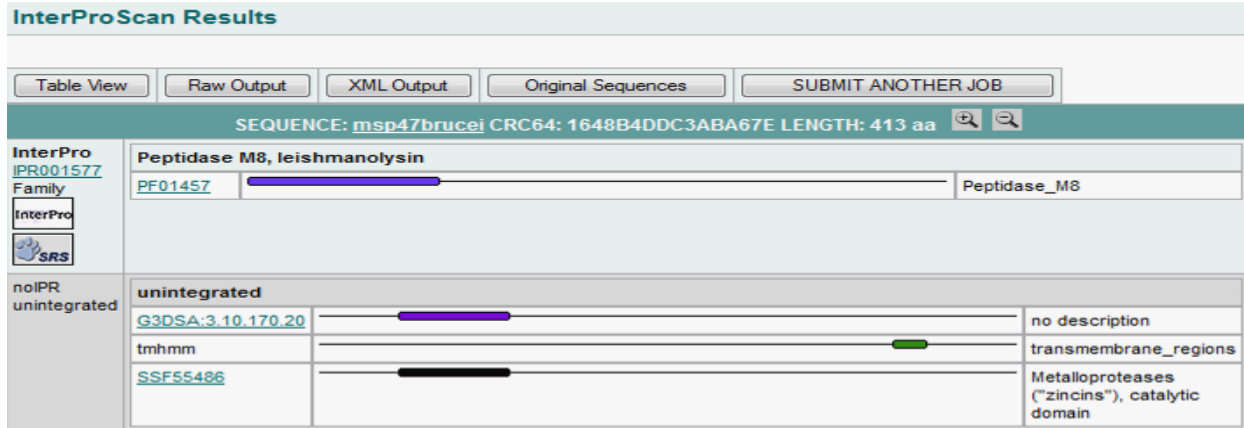 InterProScan Results
Table View Raw Output XML Output Original Sequences SUBMIT ANOTHER JOB
SEQUENCE: msp47brucei CRC64: 1648B4DDC3ABA67E LENGTH: 413 aa
InterPro
IPR001577
Family
InterPro
SRS
Peptidase M8, leishmanolysin
PF01457 Peptidase_M8
noIPR
unintegrated
unintegrated
G3DSA:3.10.170.20 no description
tmhmm transmembrane_regions
SSF55486 Metalloproteases
("zincins"), catalytic
domain